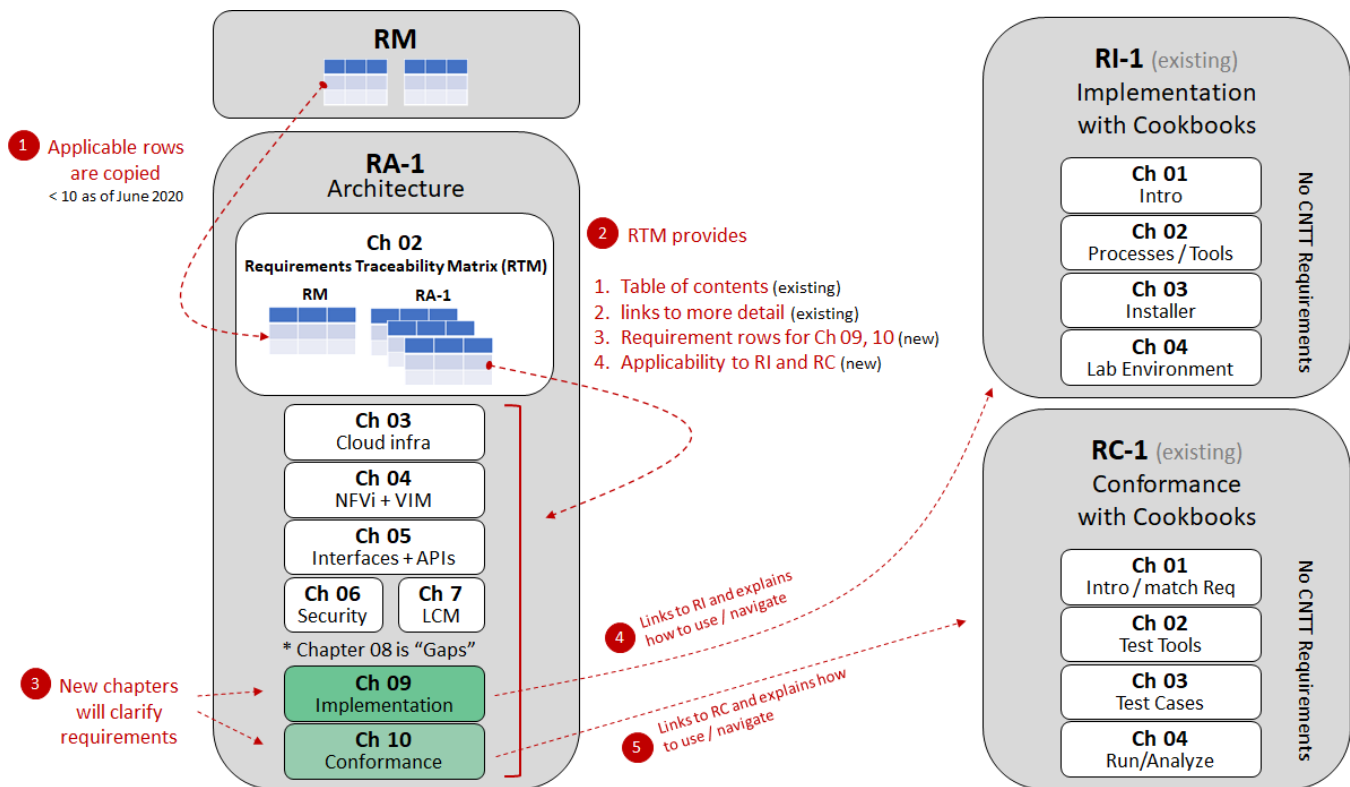 RM
1 Applicable rows
are copied
< 10 as of June 2020
RA-1
Architecture
Ch 02
Requirements Traceability Matrix (RTM)
RM
RA-1
2 RTM provides
1. Table of contents (existing)
2. links to more detail (existing)
3. Requirement rows for Ch 09, 10 (new)
4. Applicability to RI and RC (new)
Ch 03
Cloud infra
Ch 04
NFVi + VIM
Ch 05
Interfaces + APIs
Ch 06
Security
Ch 7
LCM
* Chapter 08 is “Gaps”
3 New chapters
will clarify
requirements
Ch 09
Implementation
Ch 10
Conformance
4 Links to RI and explains
how to use / navigate
5 Links to RC and explains how
to use / navigate
RI-1 (existing)
Implementation
with Cookbooks
Ch 01
Intro
Ch 02
Processes / Tools
Ch 03
Installer
Ch 04
Lab Environment
No CNTT Requirements
RC-1 (existing)
Conformance
with Cookbooks
Ch 01
Intro / match Req
Ch 02
Test Tools
Ch 03
Test Cases
Ch 04
Run/Analyze
No CNTT Requirements